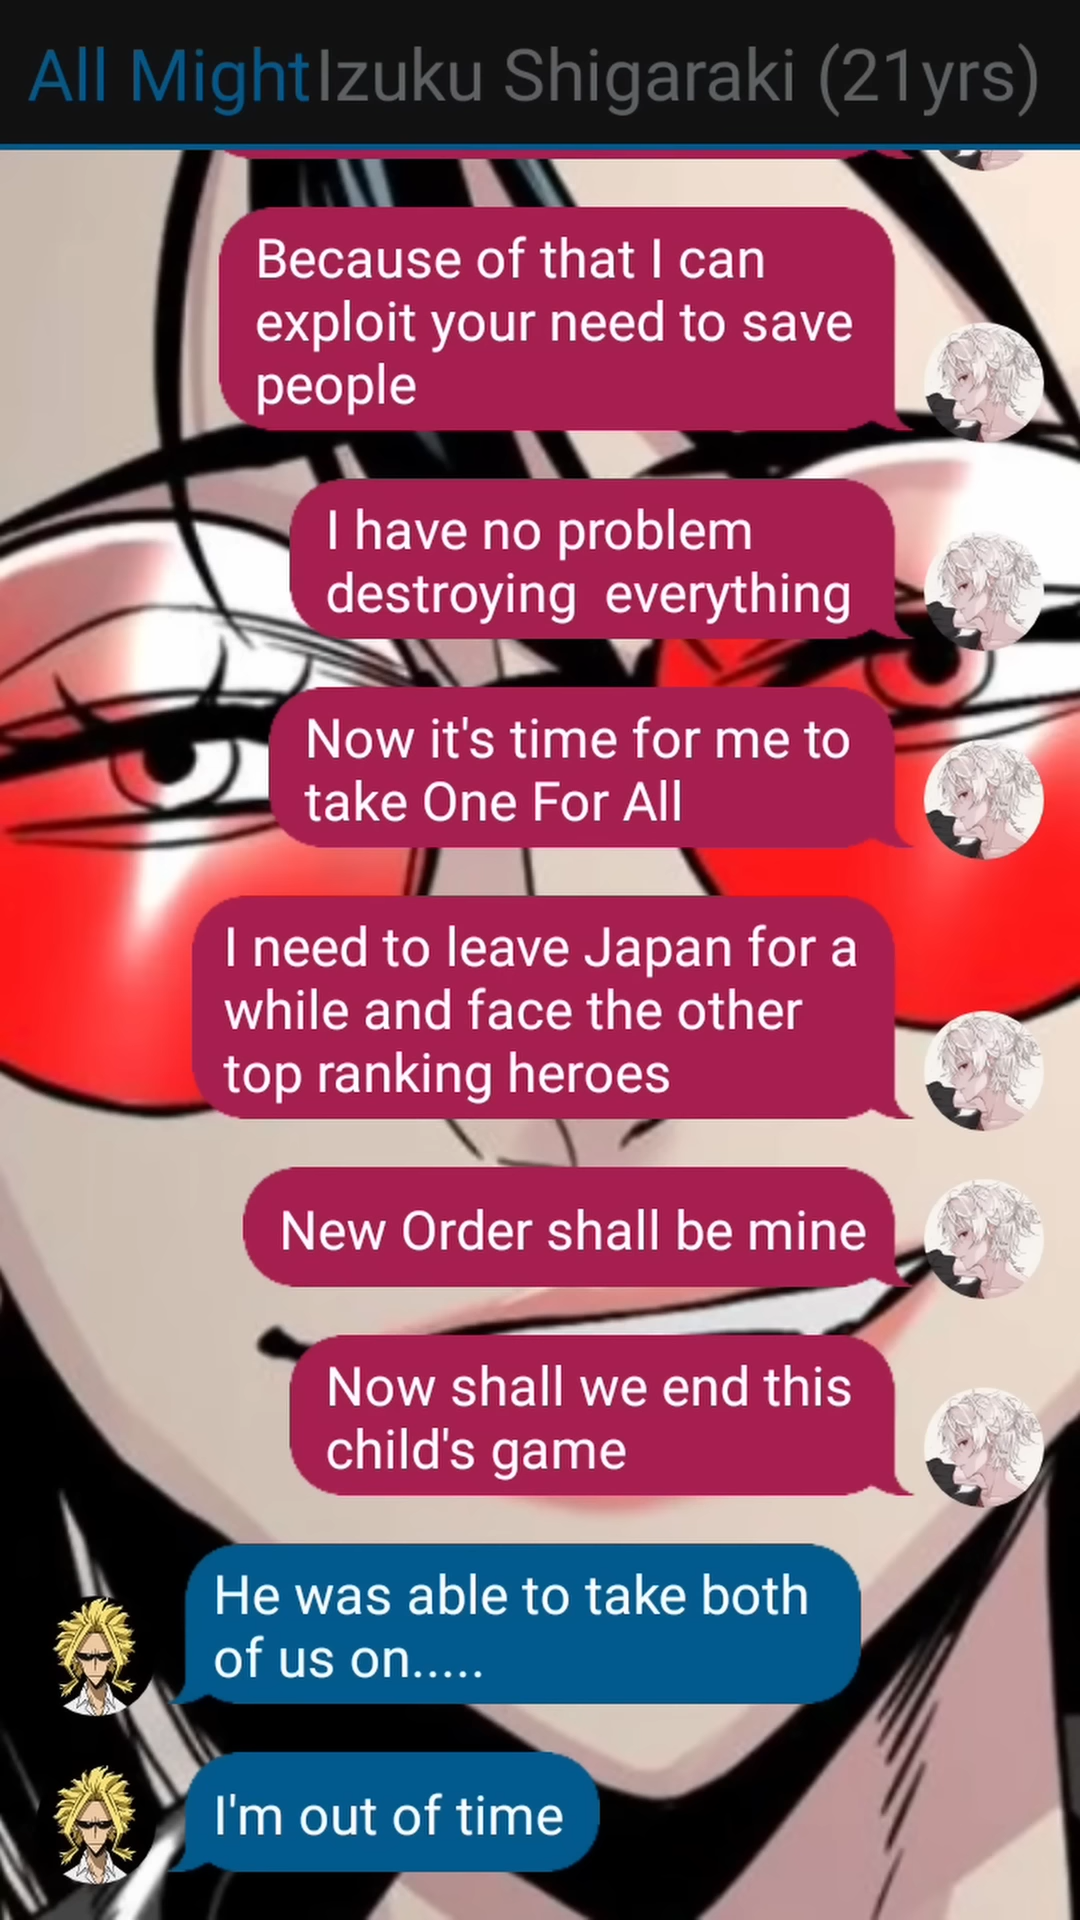 All Might Izuku Shigaraki (21yrs)
Because of that I can
exploit your need to save
people
I have no problem
destroying  everything
Now it's time for me to
take One For All
I need to leave Japan for a
while and face the other
top ranking heroes
New Order shall be mine
Now shall we end this
child's game
He was able to take both
of us on.....
I'm out of time